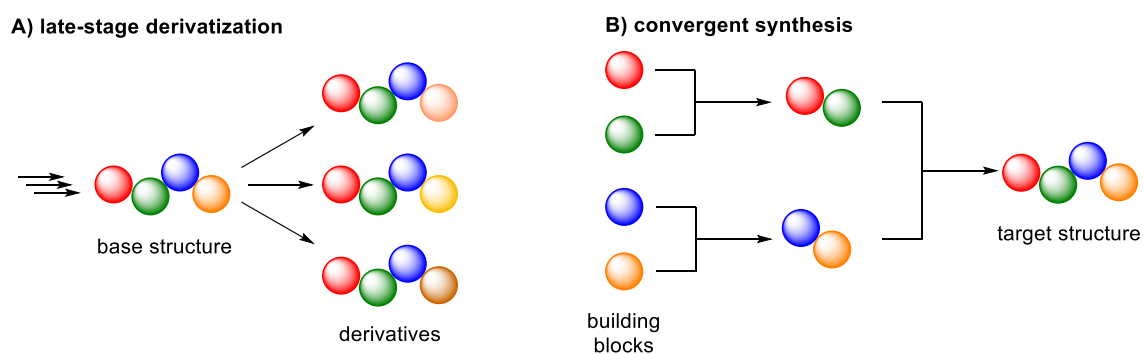 A) late-stage derivatization
base structure
derivatives
B) convergent synthesis
building
blocks
target structure